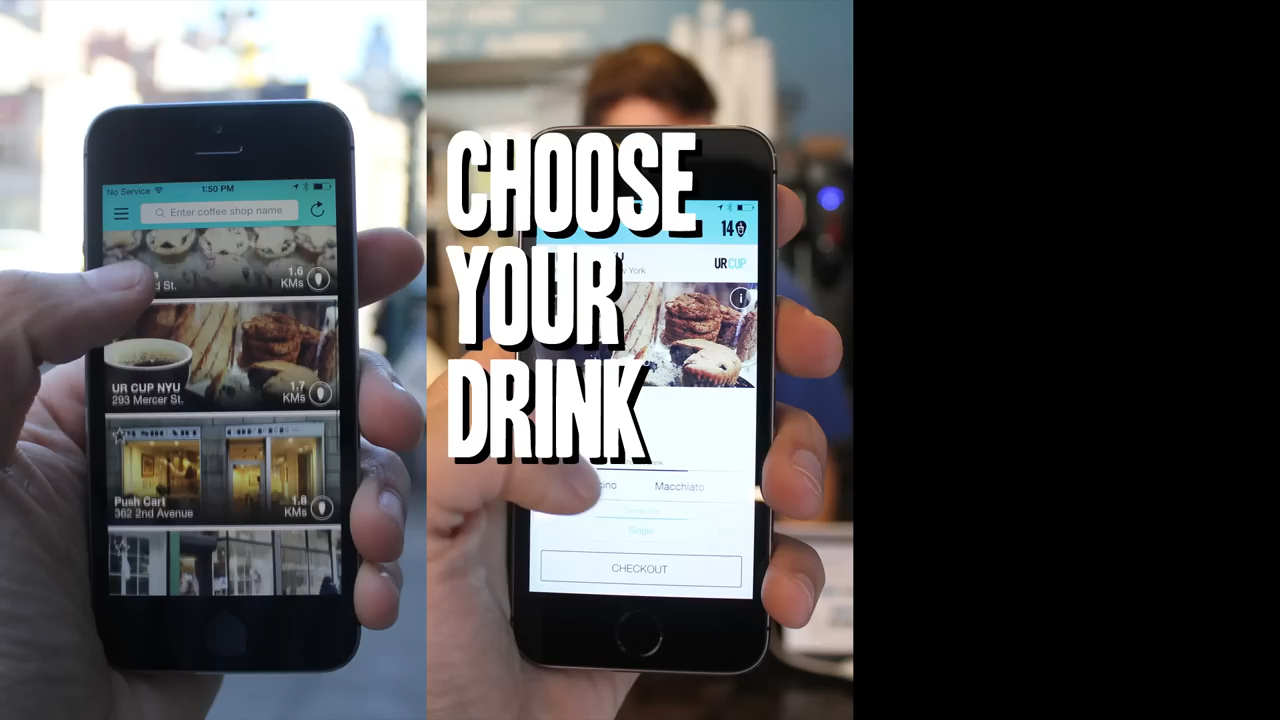 No Service
1:50 PM
Enter coffee shop name
d St.
1.6
KMs
UR CUP NYU
293 Mercer St.
1.7
KMs
Push Cart
362 2nd Avenue
1.8
KMs
CHOOSE
YOUR
DRINK
14
York
UR CUP
i
Macchiato
Single
CHECKOUT